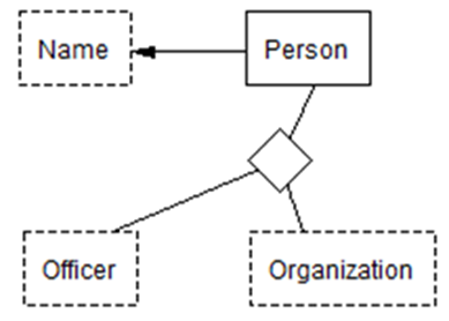 Name
Person
Officer
Organization